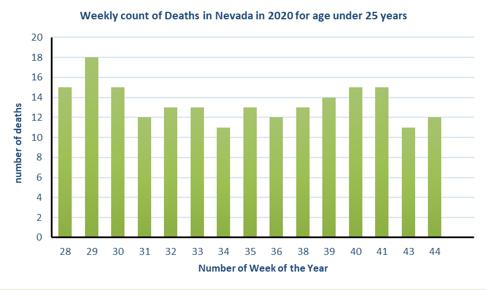 Weekly count of Deaths in Nevada in 2020 for age under 25 years
number of deaths
20
18
16
14
12
10
8
6
4
2
0
28 29 30 31 32 33 34 35 36 38 39 40 41 43 44
Number of Week of the Year